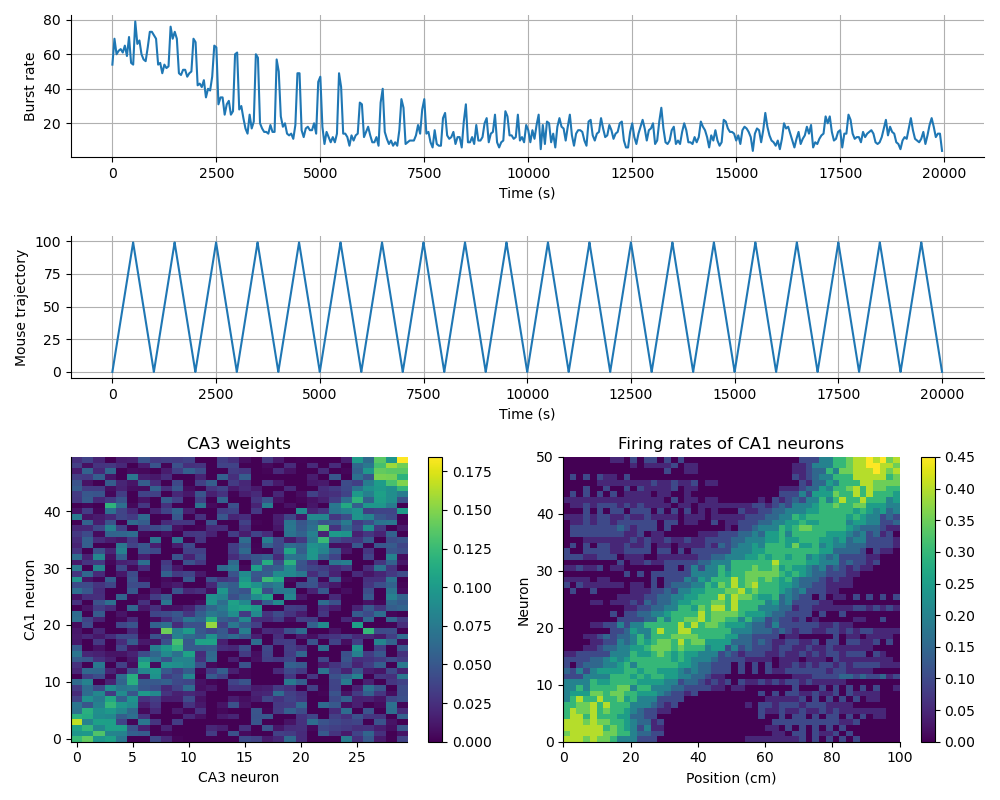 80
60
40
20
Burst rate
0 2500 5000 7500 10000 12500 15000 17500 20000
Time (s)
100
75
50
25
0
Mouse trajectory
0 2500 5000 7500 10000 12500 15000 17500 20000
Time (s)
CA3 weights
40
30
20
10
0
CA1 neuron
0 5 10 15 20 25
CA3 neuron
0.175
0.150
0.125
0.100
0.075
0.050
0.025
0.000
Firing rates of CA1 neurons
50
40
30
20
10
0
Neuron
0 20 40 60 80 100
Position (cm)
0.45
0.40
0.35
0.30
0.25
0.20
0.15
0.10
0.05
0.00